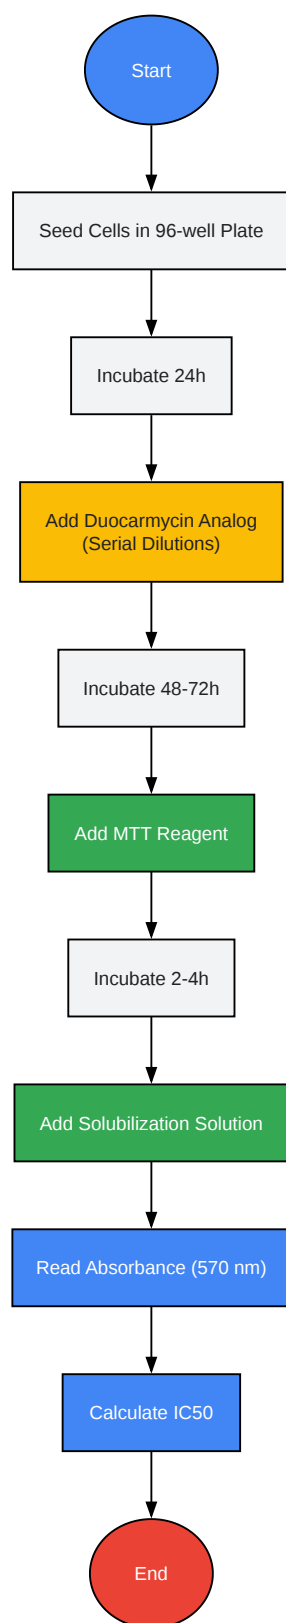 Start
Seed Cells in 96-well Plate
Incubate 24h
Add Duocarmycin Analog
(Serial Dilutions)
Incubate 48-72h
Add MTT Reagent
Incubate 2-4h
Add Solubilization Solution
Read Absorbance (570 nm)
Calculate IC50
End